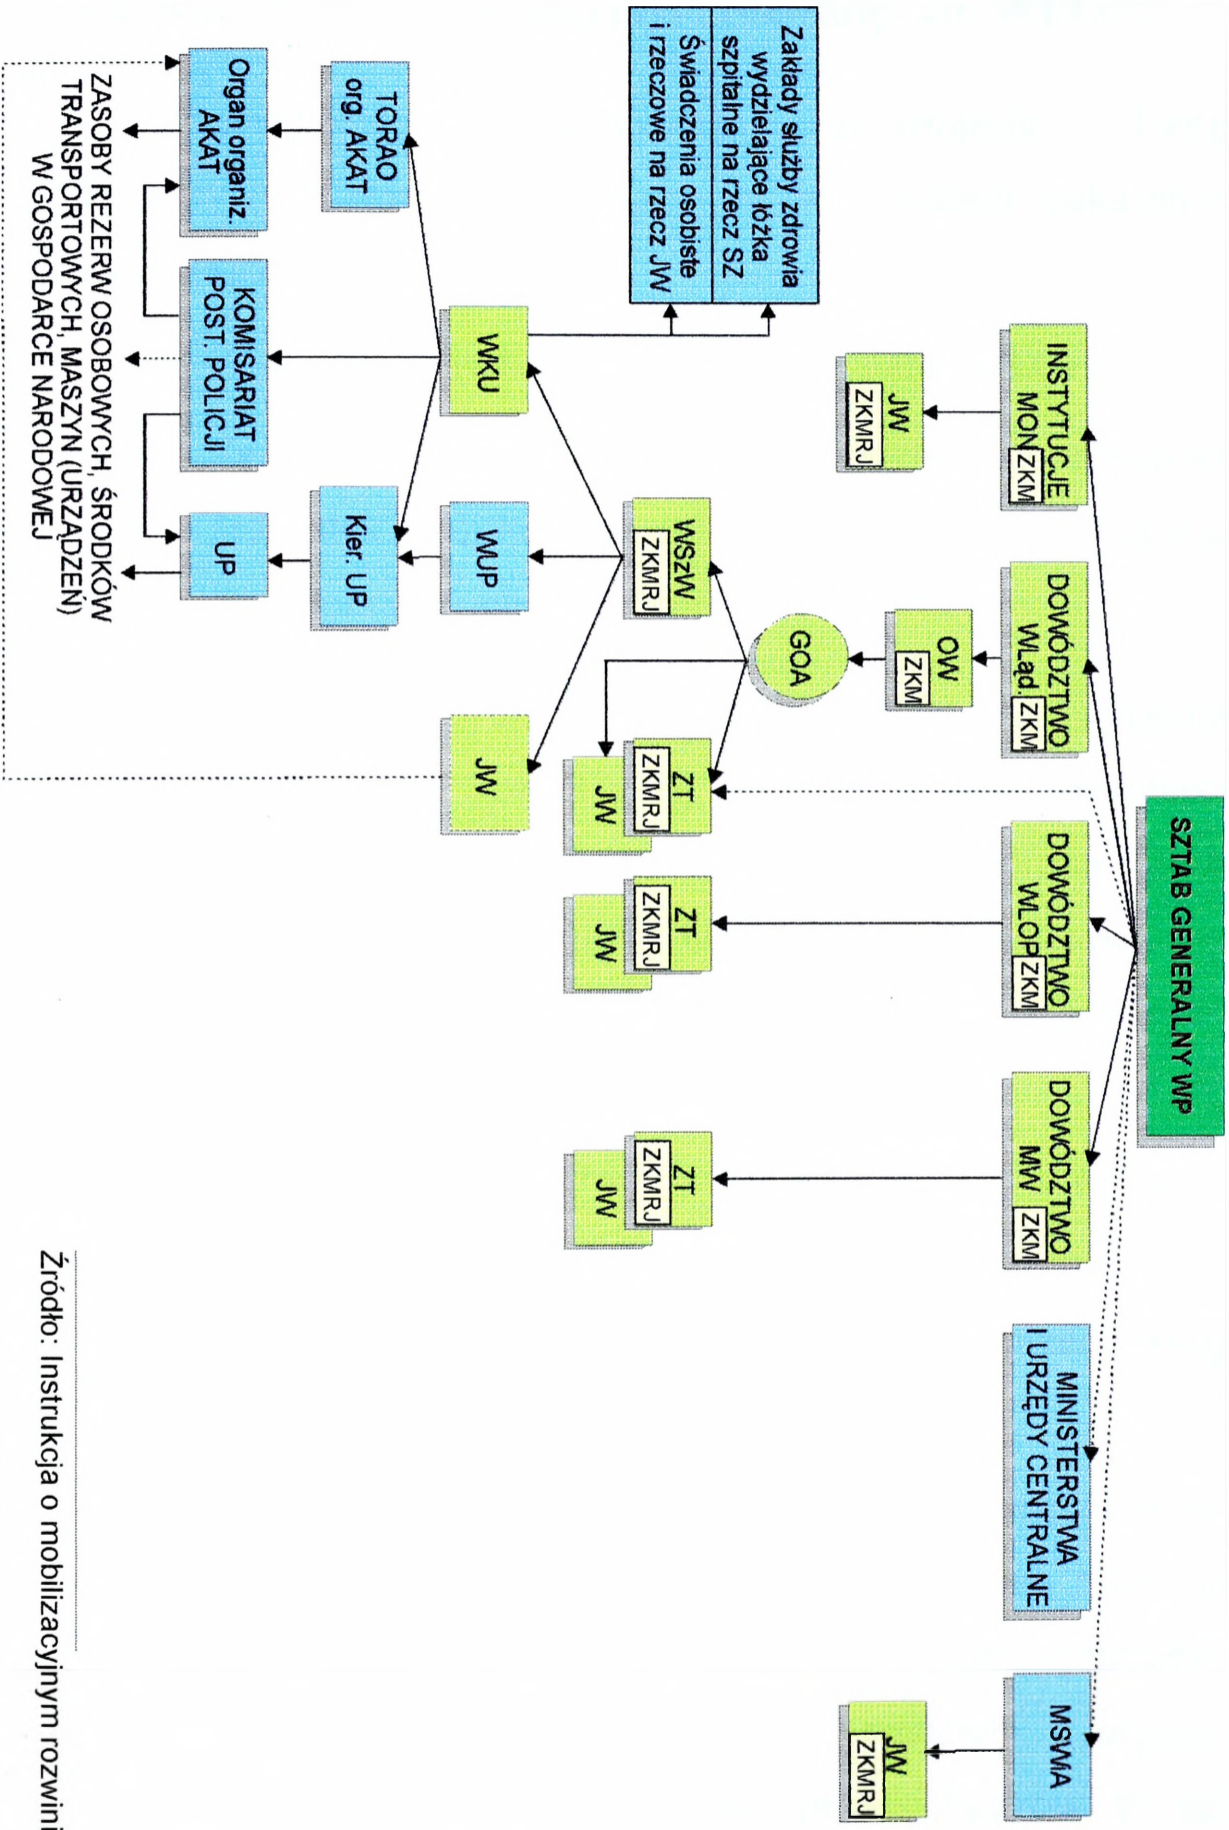 SZTAB GENERALNY WP
INSTYTUCJE
MON ZKM
DOWÓDZTWO
WLąd. ZKM
DOWÓDZTWO
WLOP ZKM
DOWÓDZTWO
MW ZKM
MINISTERSTWA
I URZĘDY CENTRALNE
MSWiA
JW
ZKMRJ
OW
ZKM
JW
ZKMRJ
GOA
Zakłady służby zdrowia
wydzielające łóżka
szpitalne na rzecz SZ
Świadczenia osobiste
i rzeczowe na rzecz JW
WSzW
ZKMRJ
ZT
ZKMRJ
JW
ZT
ZKMRJ
JW
ZT
ZKMRJ
JW
WKU
WUP
JW
TORAO
org. AKAT
Kier. UP
Organ organiz.
AKAT
KOMISARIAT
POST. POLICJI
UP
ZASOBY REZERW OSOBOWYCH, ŚRODKÓW
TRANSPORTOWYCH, MASZYN (URZĄDZEŃ)
W GOSPODARCE NARODOWEJ
Źródło: Instrukcja o mobilizacyjnym rozwini